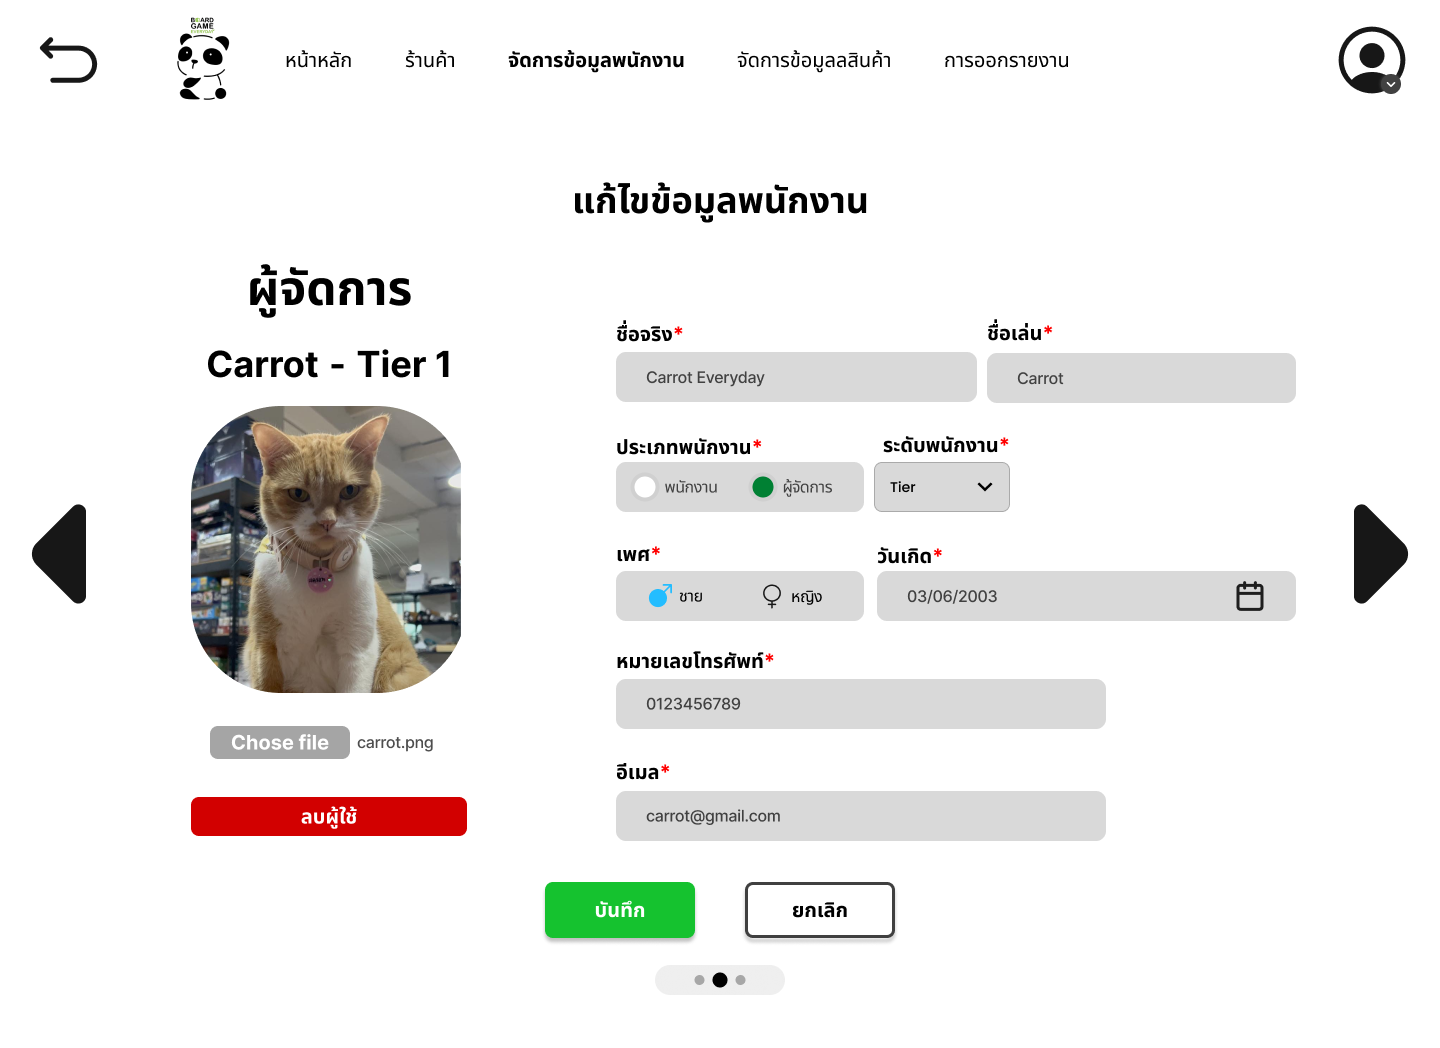 BOARD
GAME
EVERYDAY
หน้าหลัก ร้านค้า จัดการข้อมูลพนักงาน จัดการข้อมูลลสินค้า การออกรายงาน
แก้ไขข้อมูลพนักงาน
ผู้จัดการ
Carrot - Tier 1
ชื่อจริง* ชื่อเล่น*
Carrot Everyday Carrot
ประเภทพนักงาน* ระดับพนักงาน*
พนักงาน ผู้จัดการ Tier
เพศ* วันเกิด*
ชาย หญิง 03/06/2003
หมายเลขโทรศัพท์*
0123456789
Chose file carrot.png
อีเมล*
carrot@gmail.com
ลบผู้ใช้
บันทึก ยกเลิก